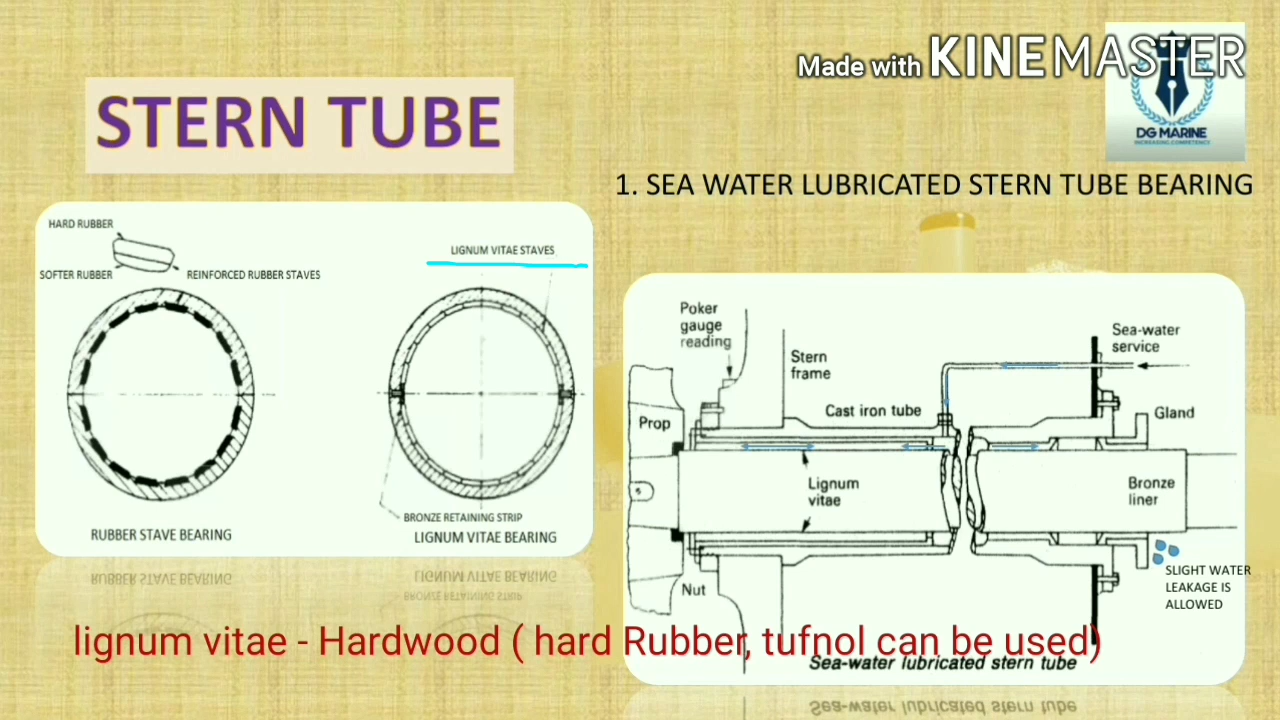 Made with KINEMASTER
STERN TUBE
DG MARINE
INCREASING COMPETENCY
1. SEA WATER LUBRICATED STERN TUBE BEARING
HARD RUBBER
SOFTER RUBBER
REINFORCED RUBBER STAVES
LIGNUM VITAE STAVES
BRONZE RETAINING STRIP
RUBBER STAVE BEARING
LIGNUM VITAE BEARING
Poker
gauge
reading
Stern
frame
Sea-water
service
Cast iron tube
Gland
Prop
Lignum
vitae
Bronze
liner
Nut
SLIGHT WATER
LEAKAGE IS
ALLOWED
lignum vitae - Hardwood ( hard Rubber, tufnol can be used)
Sea-water lubricated stern tube